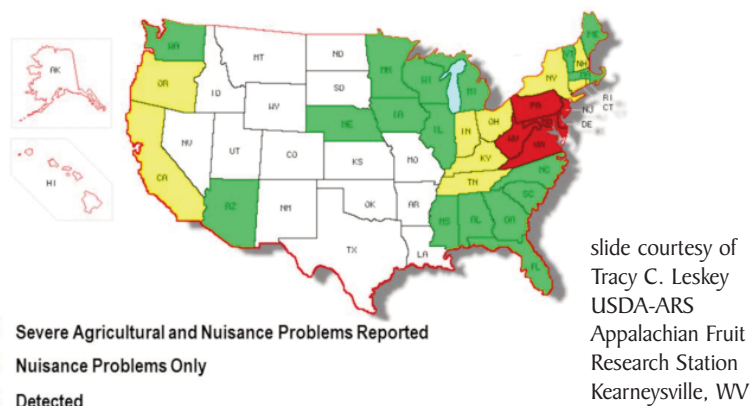 WA
MT
ND
MN
WI
MI
VT
NH
ME
OR
ID
SD
NY
RI
CT
WY
NE
IA
IL
IN
OH
PA
NJ
DE
NV
UT
CO
KS
MO
KY
WV
VA
CA
AZ
NM
OK
AR
TN
NC
SC
TX
LA
MS
AL
GA
FL
AK
HI
Severe Agricultural and Nuisance Problems Reported
Nuisance Problems Only
Detected
slide courtesy of
Tracy C. Leskey
USDA-ARS
Appalachian Fruit
Research Station
Kearneysville, WV